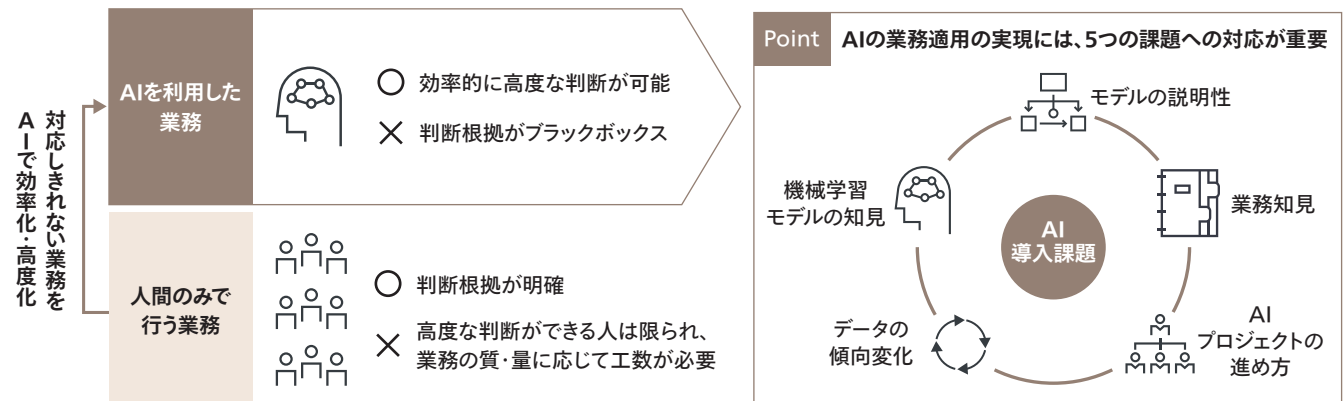 対応しきれない業務を
AIで効率化・高度化
AIを利用した
業務
○ 効率的に高度な判断が可能
× 判断根拠がブラックボックス
人間のみで
行う業務
○ 判断根拠が明確
× 高度な判断ができる人は限られ、
業務の質・量に応じて工数が必要
Point AIの業務適用の実現には、5つの課題への対応が重要
モデルの説明性
機械学習
モデルの知見
業務知見
AI
導入課題
データの
傾向変化
AI
プロジェクトの
進め方